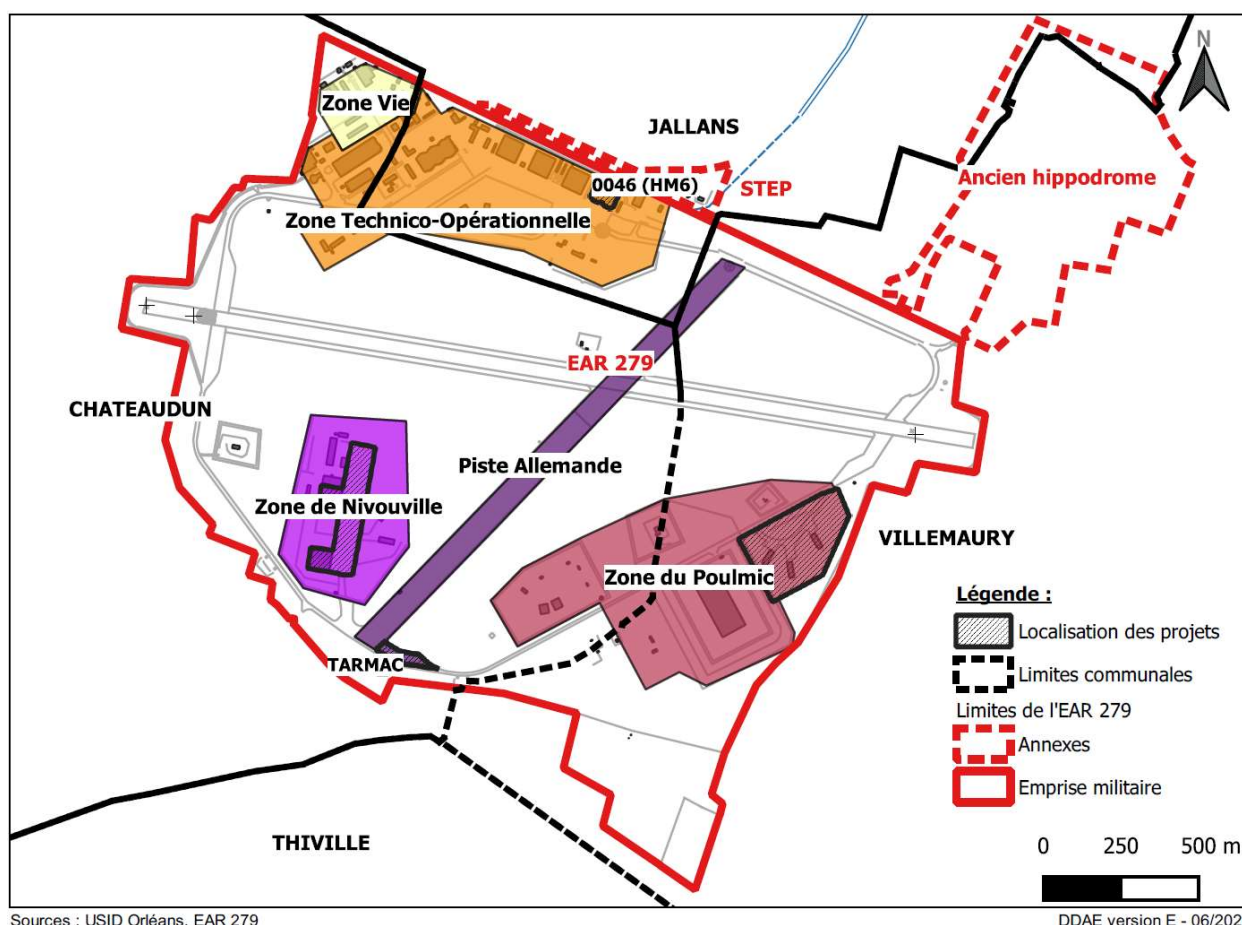 N
Zone Vie
JALLANS
0046 (HM6)
STEP
Ancien hippodrome
Zone Technico-Opérationnelle
EAR 279
CHATEAUDUN
Piste Allemande
Zone de Nivouville
VILLEMAURY
Zone du Poulmic
TARMAC
THIVILLE
Légende :
Localisation des projets
Limites communales
Limites de l'EAR 279
Annexes
Emprise militaire
0 250 500 m
Sources : USID Orléans, EAR 279
DDAE version E - 06/202